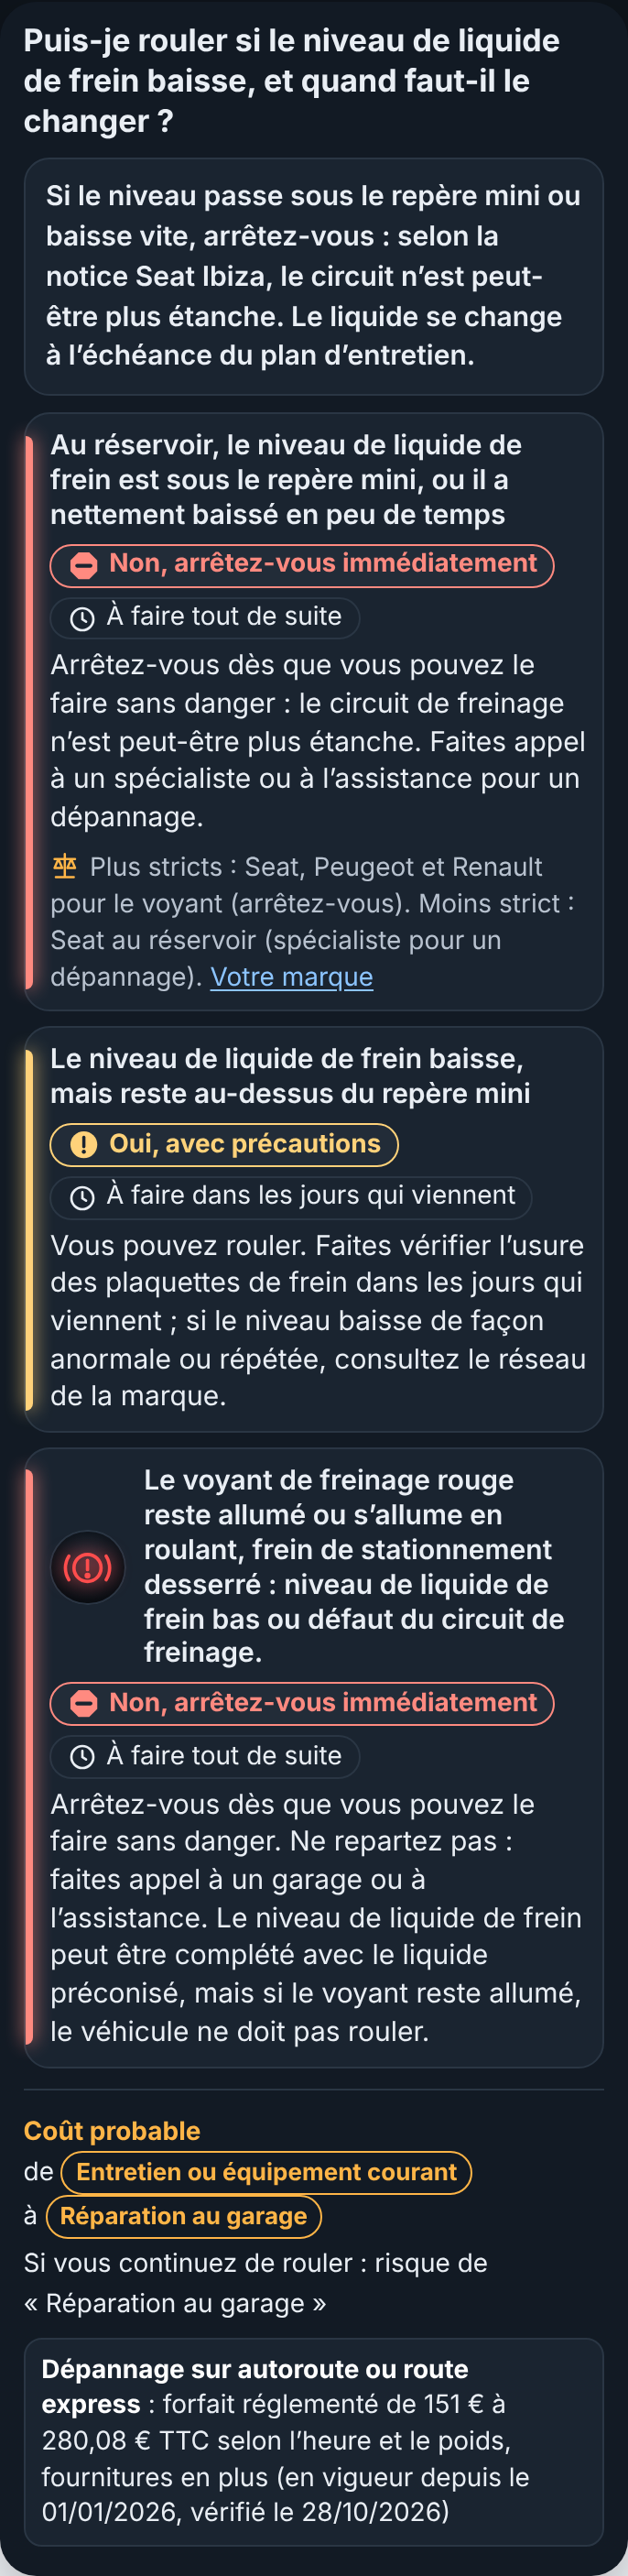 Puis-je rouler si le niveau de liquide
de frein baisse, et quand faut-il le
changer ?
Si le niveau passe sous le repère mini ou
baisse vite, arrêtez-vous : selon la
notice Seat Ibiza, le circuit n’est peut-
être plus étanche. Le liquide se change
à l’échéance du plan d’entretien.
Au réservoir, le niveau de liquide de
frein est sous le repère mini, ou il a
nettement baissé en peu de temps
Non, arrêtez-vous immédiatement
À faire tout de suite
Arrêtez-vous dès que vous pouvez le
faire sans danger : le circuit de freinage
n’est peut-être plus étanche. Faites appel
à un spécialiste ou à l’assistance pour un
dépannage.
Plus stricts : Seat, Peugeot et Renault
pour le voyant (arrêtez-vous). Moins strict :
Seat au réservoir (spécialiste pour un
dépannage). Votre marque
Le niveau de liquide de frein baisse,
mais reste au-dessus du repère mini
Oui, avec précautions
À faire dans les jours qui viennent
Vous pouvez rouler. Faites vérifier l’usure
des plaquettes de frein dans les jours qui
viennent ; si le niveau baisse de façon
anormale ou répétée, consultez le réseau
de la marque.
Le voyant de freinage rouge
reste allumé ou s’allume en
roulant, frein de stationnement
desserré : niveau de liquide de
frein bas ou défaut du circuit de
freinage.
Non, arrêtez-vous immédiatement
À faire tout de suite
Arrêtez-vous dès que vous pouvez le
faire sans danger. Ne repartez pas :
faites appel à un garage ou à
l’assistance. Le niveau de liquide de frein
peut être complété avec le liquide
préconisé, mais si le voyant reste allumé,
le véhicule ne doit pas rouler.
Coût probable
de Entretien ou équipement courant
à Réparation au garage
Si vous continuez de rouler : risque de
« Réparation au garage »
Dépannage sur autoroute ou route
express : forfait réglementé de 151 € à
280,08 € TTC selon l’heure et le poids,
fournitures en plus (en vigueur depuis le
01/01/2026, vérifié le 28/10/2026)